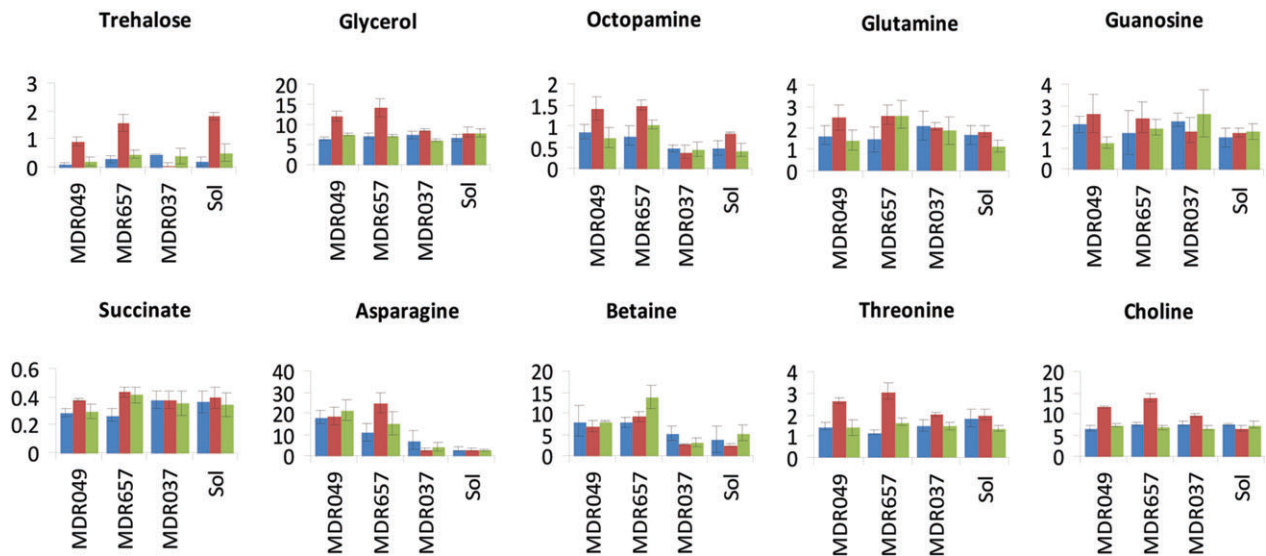 Trehalose
3
2
1
0
MDR049
MDR657
MDR037
Sol
Glycerol
20
15
10
5
0
MDR049
MDR657
MDR037
Sol
Octopamine
2
1.5
1
0.5
0
MDR049
MDR657
MDR037
Sol
Glutamine
4
3
2
1
0
MDR049
MDR657
MDR037
Sol
Guanosine
4
3
2
1
0
MDR049
MDR657
MDR037
Sol
Succinate
0.6
0.4
0.2
0
MDR049
MDR657
MDR037
Sol
Asparagine
40
30
20
10
0
MDR049
MDR657
MDR037
Sol
Betaine
20
15
10
5
0
MDR049
MDR657
MDR037
Sol
Threonine
4
3
2
1
0
MDR049
MDR657
MDR037
Sol
Choline
20
15
10
5
0
MDR049
MDR657
MDR037
Sol